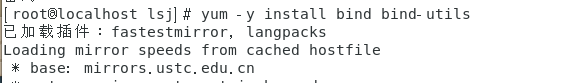 [root@localhost lsj]# yum -y install bind bind-utils
已加载插件：fastestmirror, langpacks
Loading mirror speeds from cached hostfile
 * base: mirrors.ustc.edu.cn